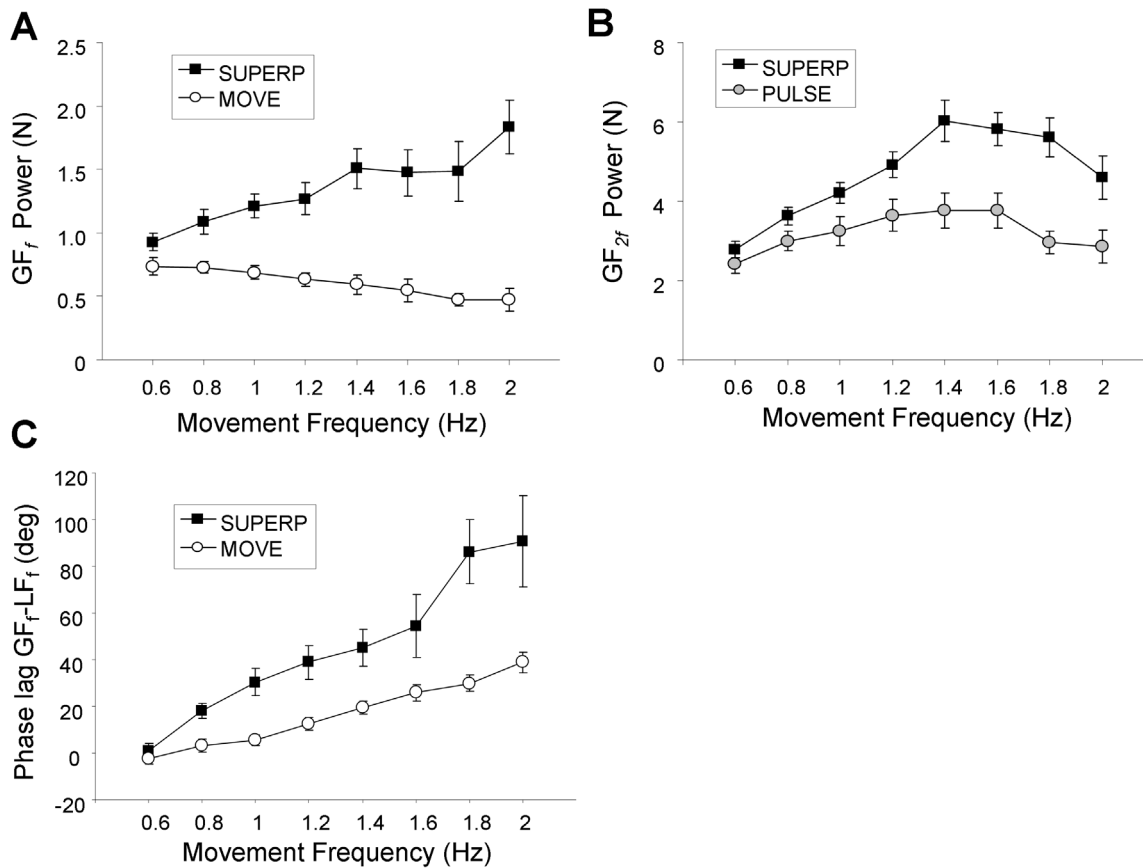 A
SUPERP
MOVE
GF_f Power (N)
2.5
2.0
1.5
1.0
0.5
0
0.6 0.8 1 1.2 1.4 1.6 1.8 2
Movement Frequency (Hz)
B
SUPERP
PULSE
GF_2f Power (N)
8
6
4
2
0
0.6 0.8 1 1.2 1.4 1.6 1.8 2
Movement Frequency (Hz)
C
SUPERP
MOVE
Phase lag GF_f-LF_f (deg)
120
100
80
60
40
20
0
-20
0.6 0.8 1 1.2 1.4 1.6 1.8 2
Movement Frequency (Hz)